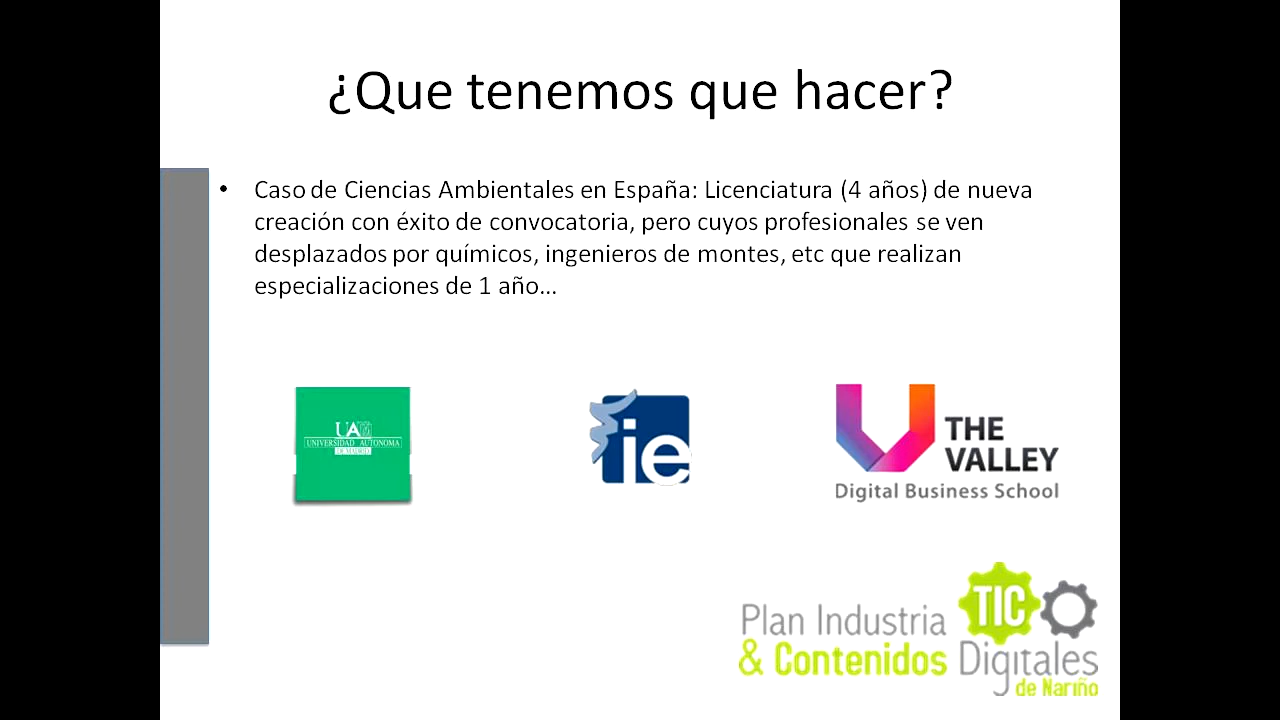 ¿Que tenemos que hacer?
• Caso de Ciencias Ambientales en España: Licenciatura (4 años) de nueva
creación con éxito de convocatoria, pero cuyos profesionales se ven
desplazados por químicos, ingenieros de montes, etc que realizan
especializaciones de 1 año...
UAM
UNIVERSIDAD AUTONOMA
DE MADRID
ie
THE
VALLEY
Digital Business School
TIC
Plan Industria
& Contenidos Digitales
de Nariño